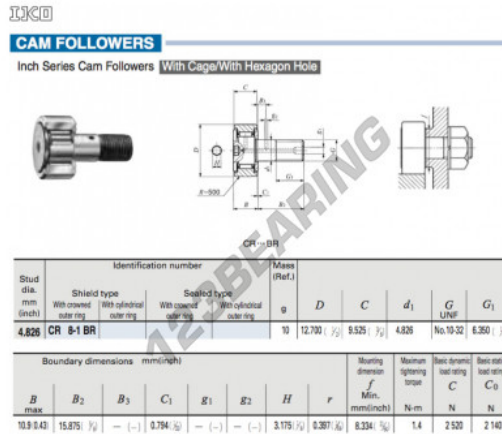 IKO
CAM FOLLOWERS
Inch Series Cam Followers With Cage/With Hexagon Hole
123BEARING
CR…BR
Stud dia. mm (inch)
Identification number
Mass (Ref.) g
Shield type
Sealed type
With crowned outer ring
With cylindrical outer ring
With crowned outer ring
With cylindrical outer ring
D
C
d1
G UNF
G1
4.826 CR 8-1 BR 10 12.700 9.525 4.826 No.10-32 6.350
Boundary dimensions mm(inch)
Mounting dimension f Min. mm(inch)
Maximum tightening torque N-m
Basic dynamic load rating C N
Basic static load rating C0 N
B max
B2
B3
C1
g1
g2
H
r
10.9(0.43) 15.875 — (—) 0.794 — (—) — (—) 3.175 0.397 8.334 1.4 2 520 2 14